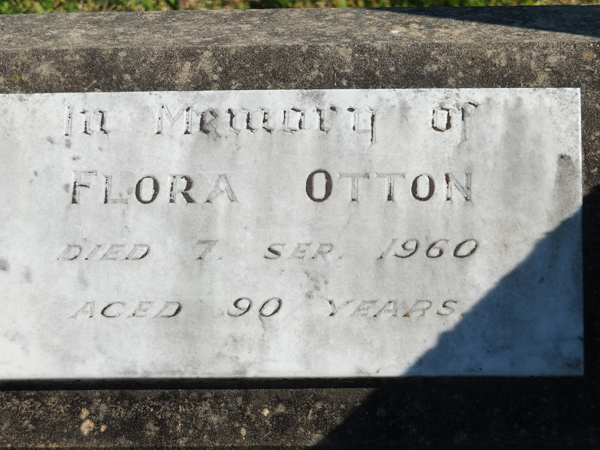 In Memory of
FLORA OTTON
DIED 7. SEP. 1960
AGED 90 YEARS